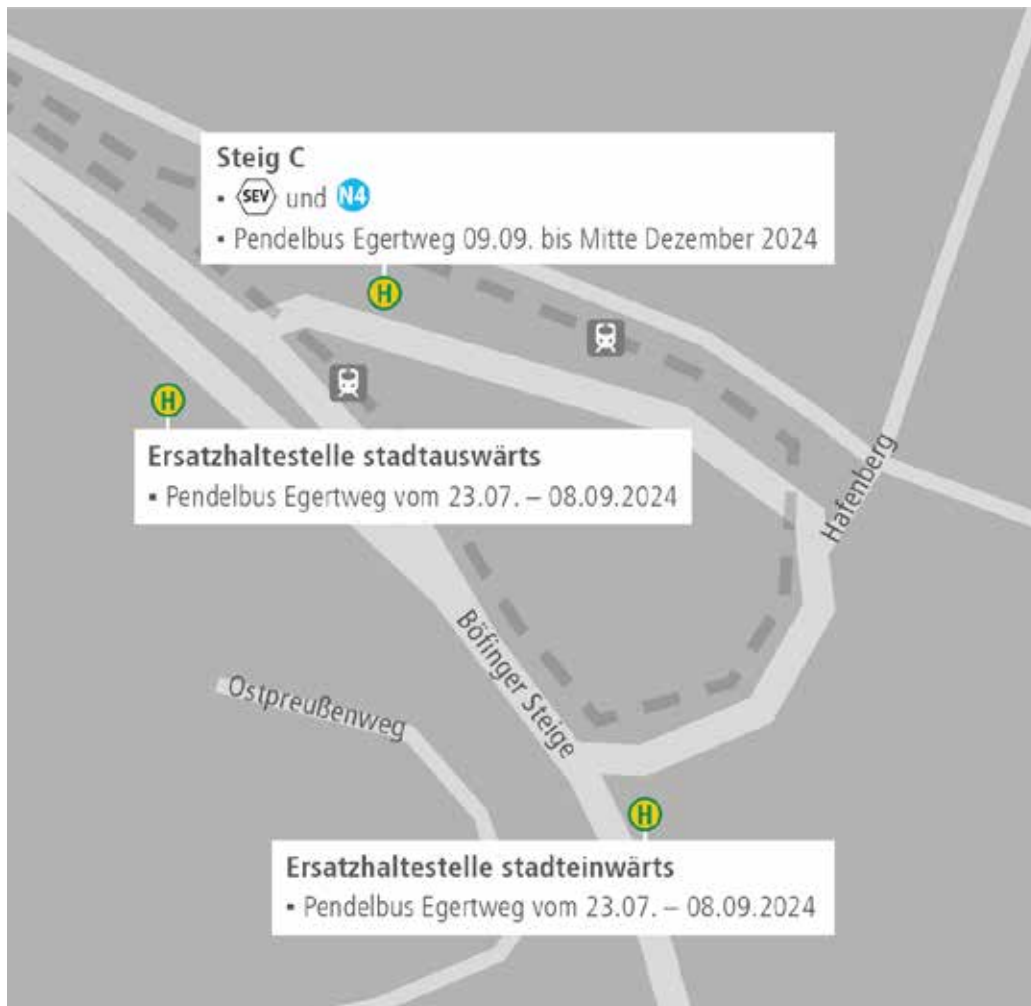 Steig C
▪ SEV und N4
▪ Pendelbus Egertweg 09.09. bis Mitte Dezember 2024
H
H
Ersatzhaltestelle stadtauswärts
▪ Pendelbus Egertweg vom 23.07. – 08.09.2024
Hafenberg
Böfinger Steige
Ostpreußenweg
H
Ersatzhaltestelle stadteinwärts
▪ Pendelbus Egertweg vom 23.07. – 08.09.2024